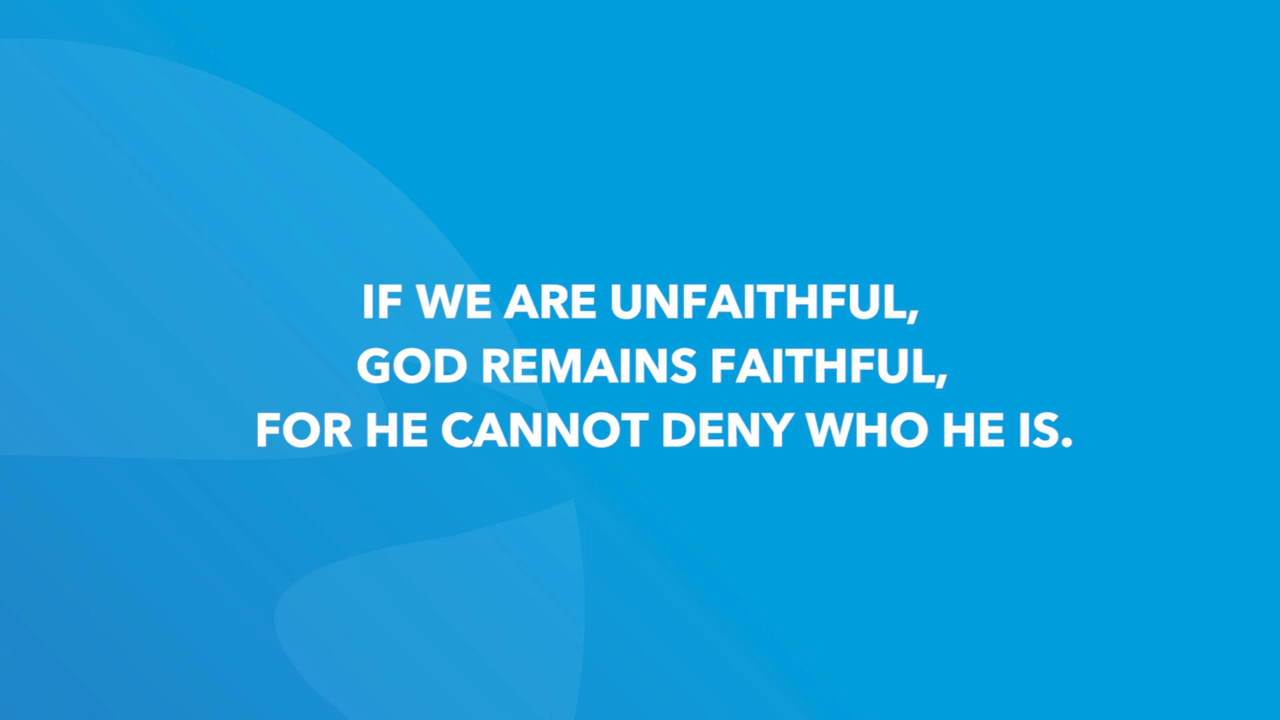 IF WE ARE UNFAITHFUL,
GOD REMAINS FAITHFUL,
FOR HE CANNOT DENY WHO HE IS.